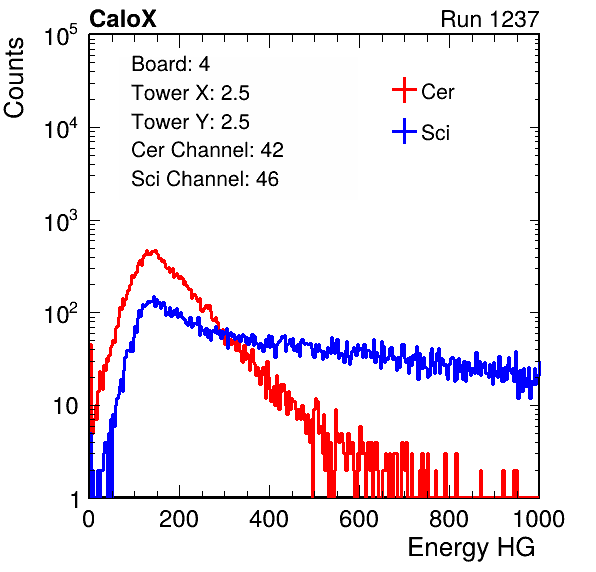 CaloX Run 1237
Counts
Board: 4
Tower X: 2.5
Tower Y: 2.5
Cer Channel: 42
Sci Channel: 46
Cer
Sci
10^5
10^4
10^3
10^2
10
1
0 200 400 600 800 1000
Energy HG